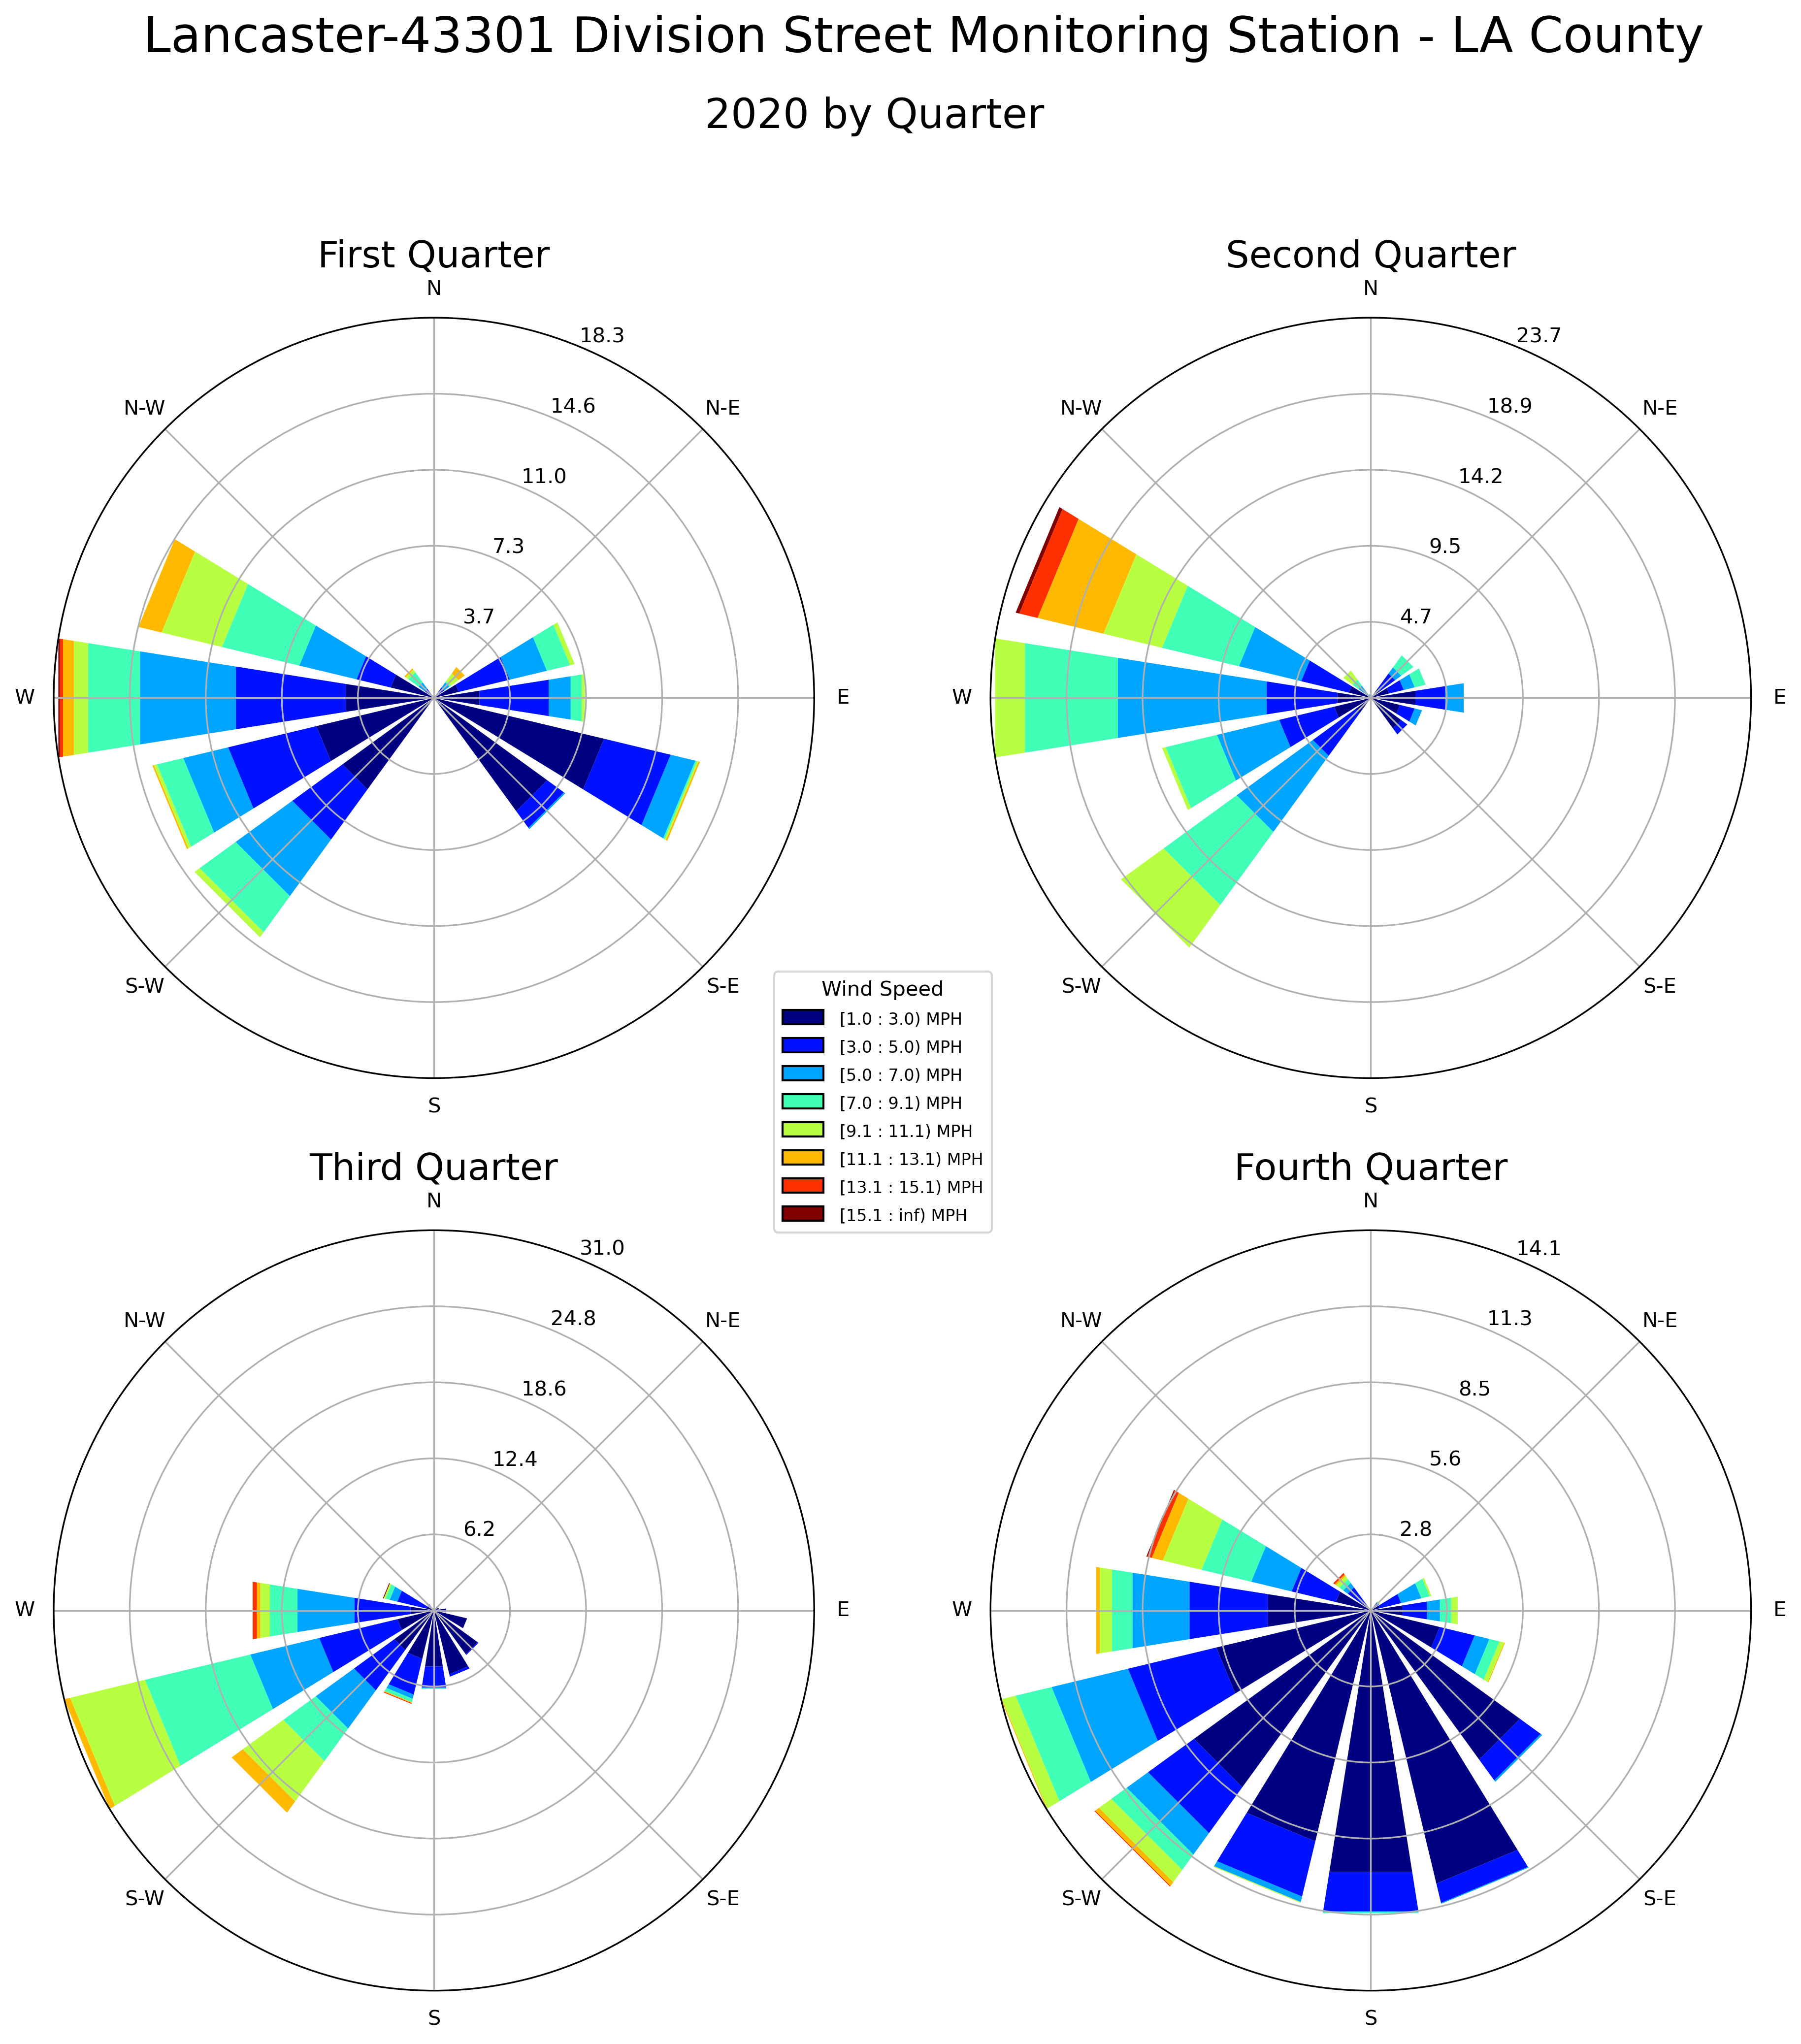 Lancaster-43301 Division Street Monitoring Station - LA County
2020 by Quarter
First Quarter
N
18.3
14.6
11.0
7.3
3.7
N-W
N-E
W
E
S-W
S-E
S
Second Quarter
N
23.7
18.9
14.2
9.5
4.7
N-W
N-E
W
E
S-W
S-E
S
Wind Speed
[1.0 : 3.0) MPH
[3.0 : 5.0) MPH
[5.0 : 7.0) MPH
[7.0 : 9.1) MPH
[9.1 : 11.1) MPH
[11.1 : 13.1) MPH
[13.1 : 15.1) MPH
[15.1 : inf) MPH
Third Quarter
N
31.0
24.8
18.6
12.4
6.2
N-W
N-E
W
E
S-W
S-E
S
Fourth Quarter
N
14.1
11.3
8.5
5.6
2.8
N-W
N-E
W
E
S-W
S-E
S